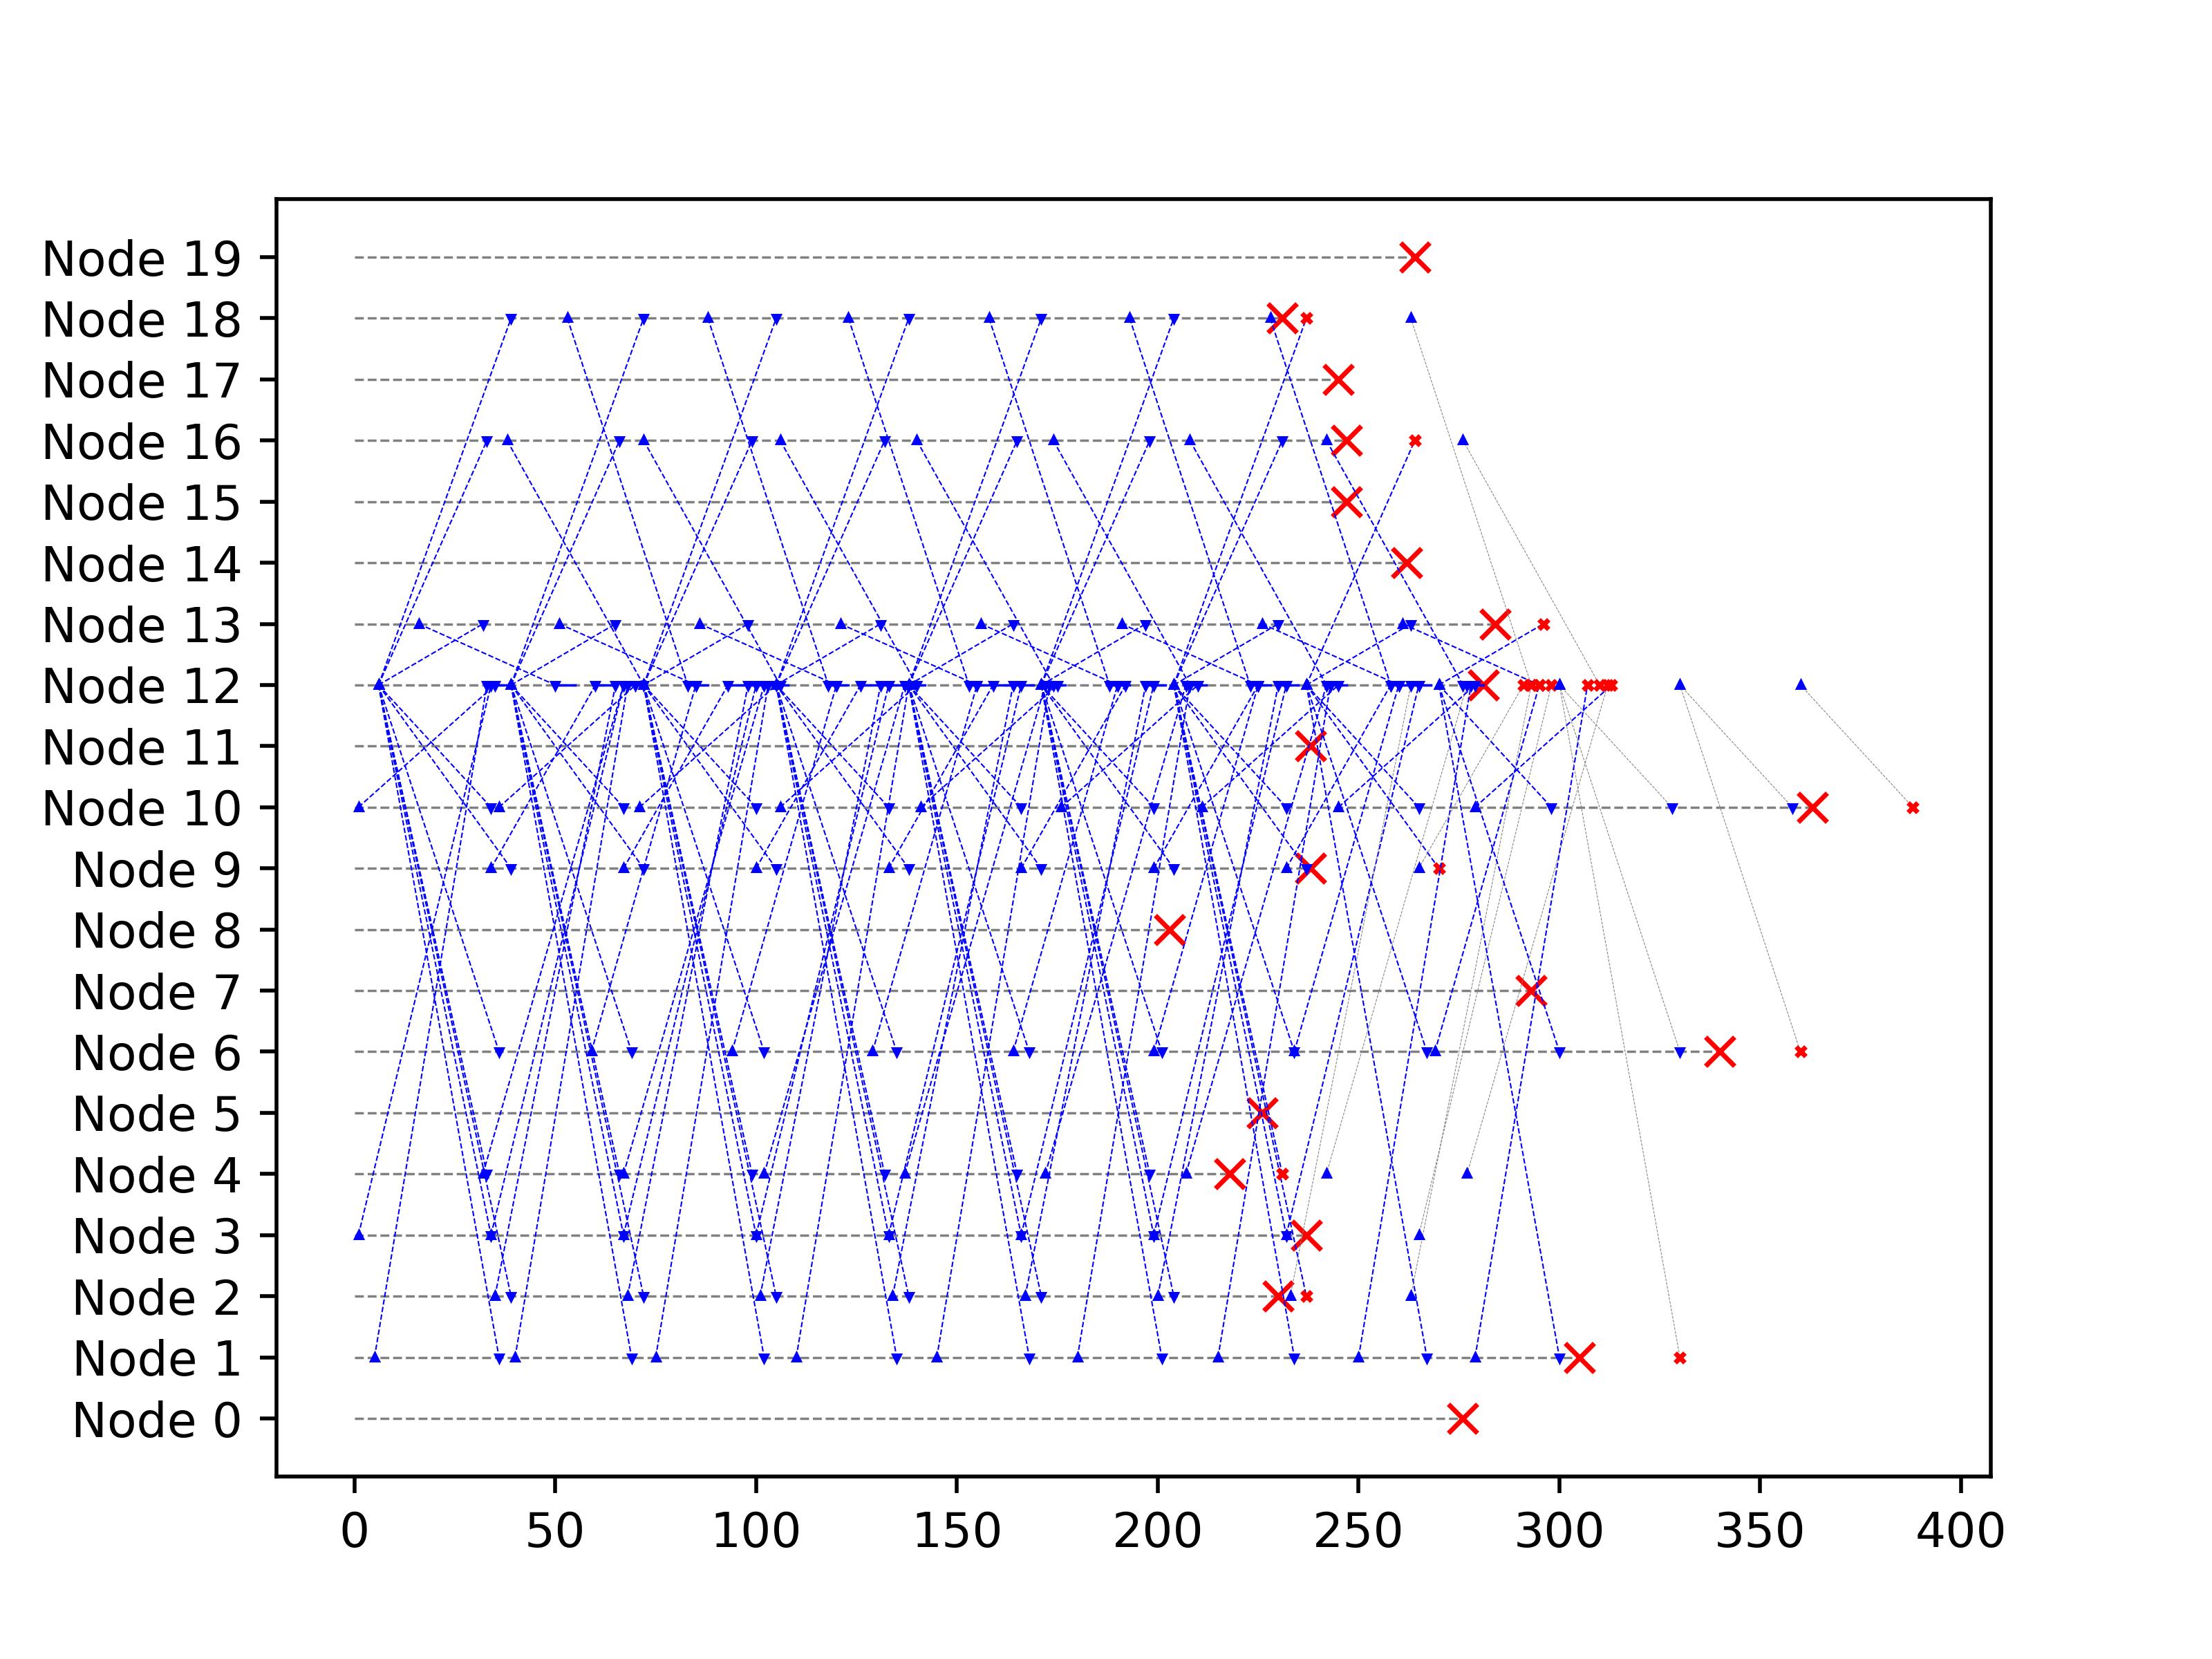 Node 19
Node 18
Node 17
Node 16
Node 15
Node 14
Node 13
Node 12
Node 11
Node 10
Node 9
Node 8
Node 7
Node 6
Node 5
Node 4
Node 3
Node 2
Node 1
Node 0
0 50 100 150 200 250 300 350 400